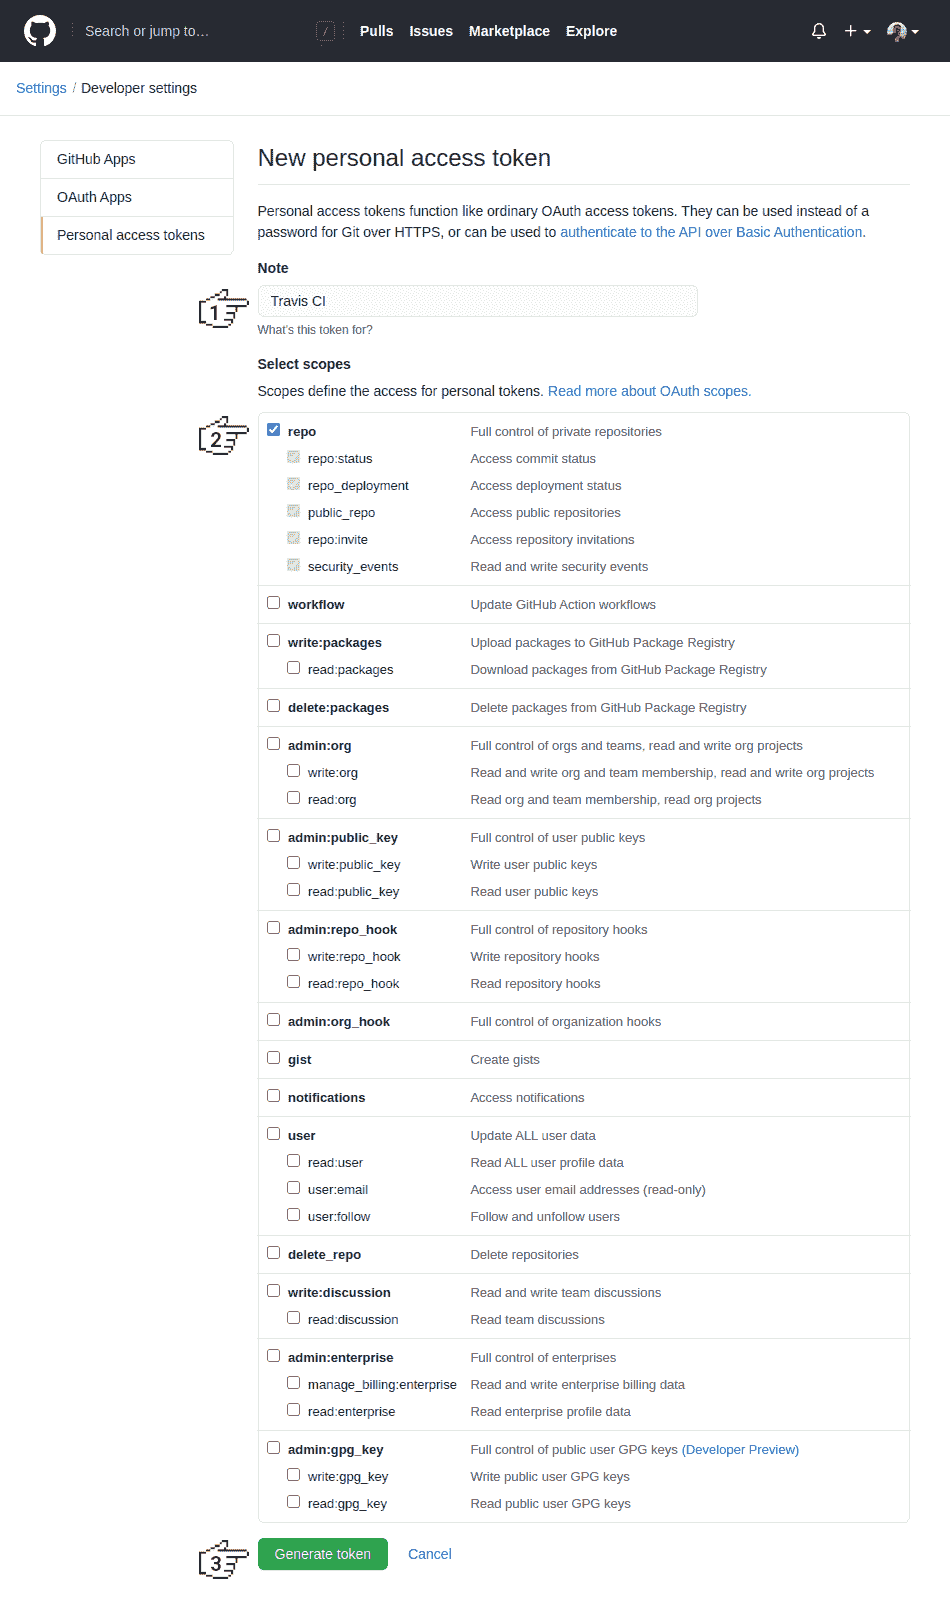 Search or jump to… / Pulls Issues Marketplace Explore
Settings / Developer settings
GitHub Apps
OAuth Apps
Personal access tokens
New personal access token
Personal access tokens function like ordinary OAuth access tokens. They can be used instead of a
password for Git over HTTPS, or can be used to authenticate to the API over Basic Authentication.
Note
1 Travis CI
What's this token for?
Select scopes
Scopes define the access for personal tokens. Read more about OAuth scopes.
2 repo Full control of private repositories
repo:status Access commit status
repo_deployment Access deployment status
public_repo Access public repositories
repo:invite Access repository invitations
security_events Read and write security events
workflow Update GitHub Action workflows
write:packages Upload packages to GitHub Package Registry
read:packages Download packages from GitHub Package Registry
delete:packages Delete packages from GitHub Package Registry
admin:org Full control of orgs and teams, read and write org projects
write:org Read and write org and team membership, read and write org projects
read:org Read org and team membership, read org projects
admin:public_key Full control of user public keys
write:public_key Write user public keys
read:public_key Read user public keys
admin:repo_hook Full control of repository hooks
write:repo_hook Write repository hooks
read:repo_hook Read repository hooks
admin:org_hook Full control of organization hooks
gist Create gists
notifications Access notifications
user Update ALL user data
read:user Read ALL user profile data
user:email Access user email addresses (read-only)
user:follow Follow and unfollow users
delete_repo Delete repositories
write:discussion Read and write team discussions
read:discussion Read team discussions
admin:enterprise Full control of enterprises
manage_billing:enterprise Read and write enterprise billing data
read:enterprise Read enterprise profile data
admin:gpg_key Full control of public user GPG keys (Developer Preview)
write:gpg_key Write public user GPG keys
read:gpg_key Read public user GPG keys
3 Generate token Cancel